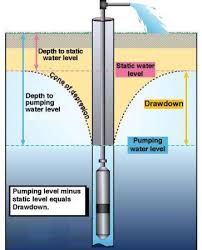 Depth to static
water level
Static water
level
Cone of depression
Depth to
pumping
water level
Drawdown
Pumping
water level
Pumping level minus
static level equals
Drawdown.